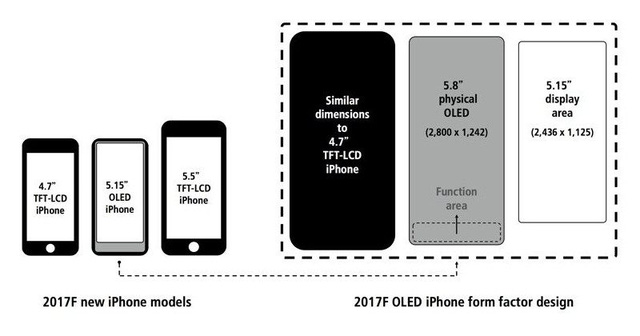 4.7"
TFT-LCD
iPhone
5.15"
OLED
iPhone
5.5"
TFT-LCD
iPhone
2017F new iPhone models
Similar
dimensions
to
4.7"
TFT-LCD
iPhone
5.8"
physical
OLED
(2,800 x 1,242)
Function
area
5.15"
display
area
(2,436 x 1,125)
2017F OLED iPhone form factor design